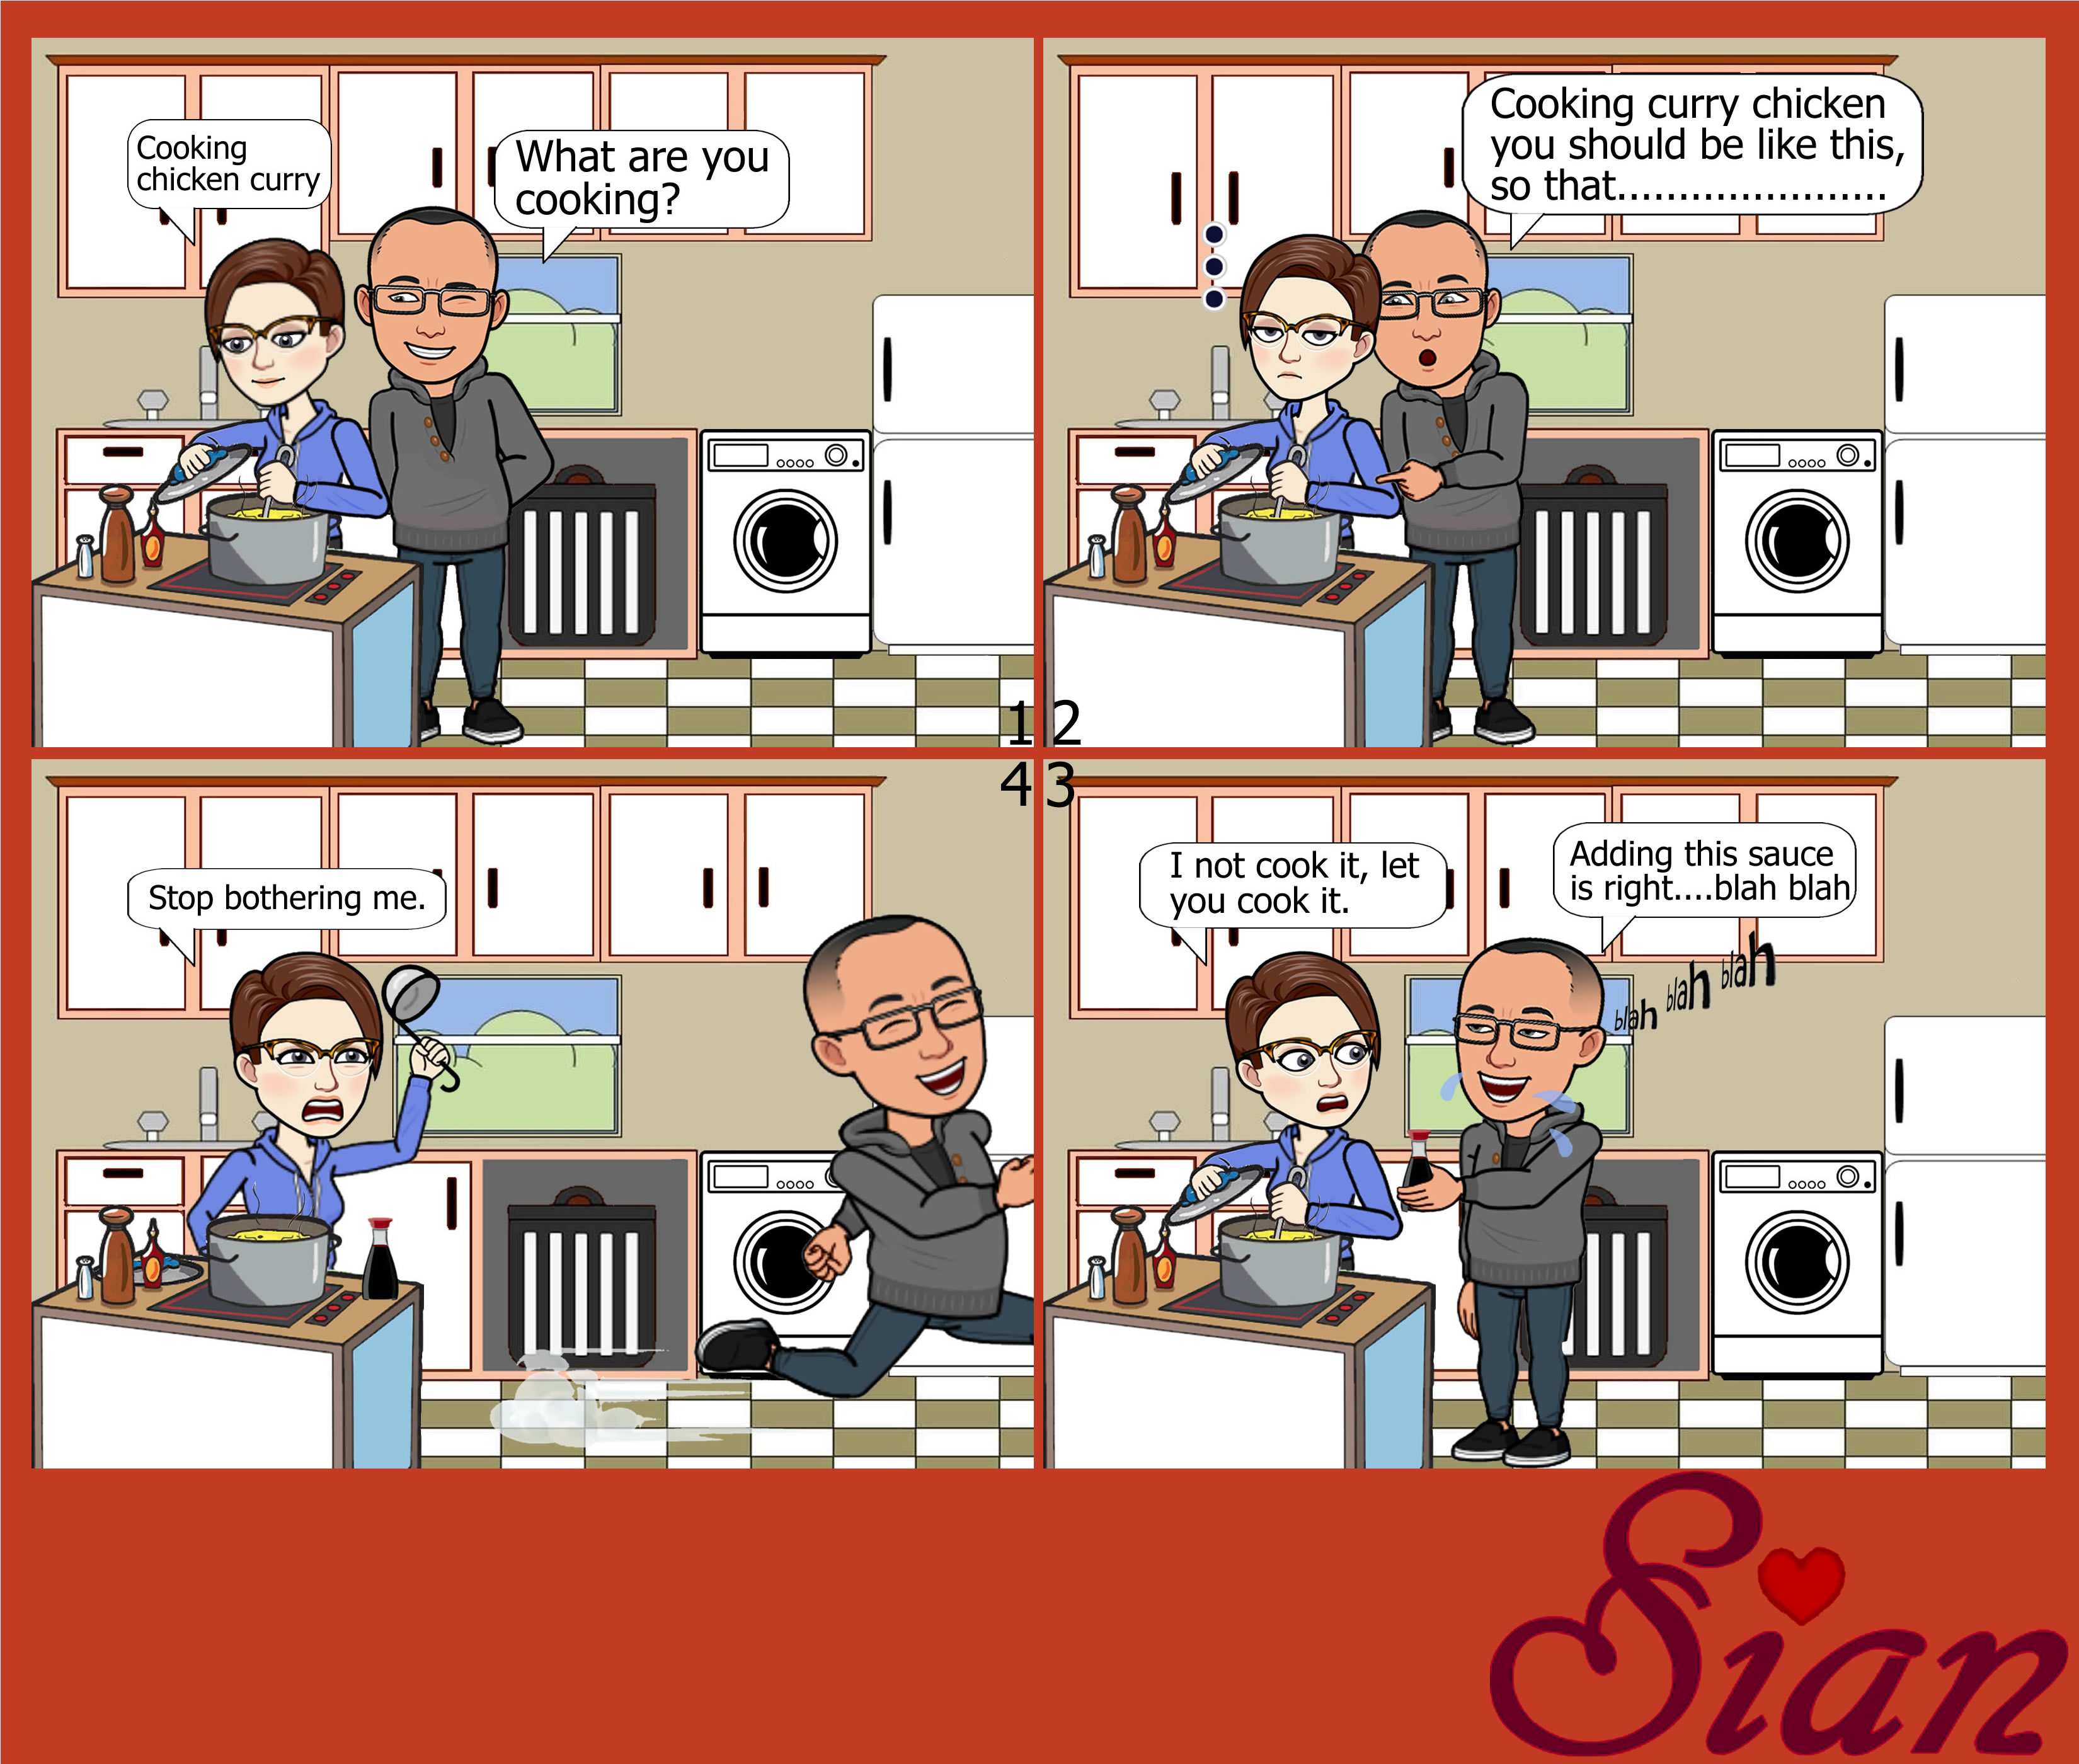 What are you
cooking?
Cooking
chicken curry
1
Cooking curry chicken
you should be like this,
so that......................
2
3
I not cook it, let
you cook it.
Adding this sauce
is right....blah blah
blah blah blah
4
Stop bothering me.
Sian